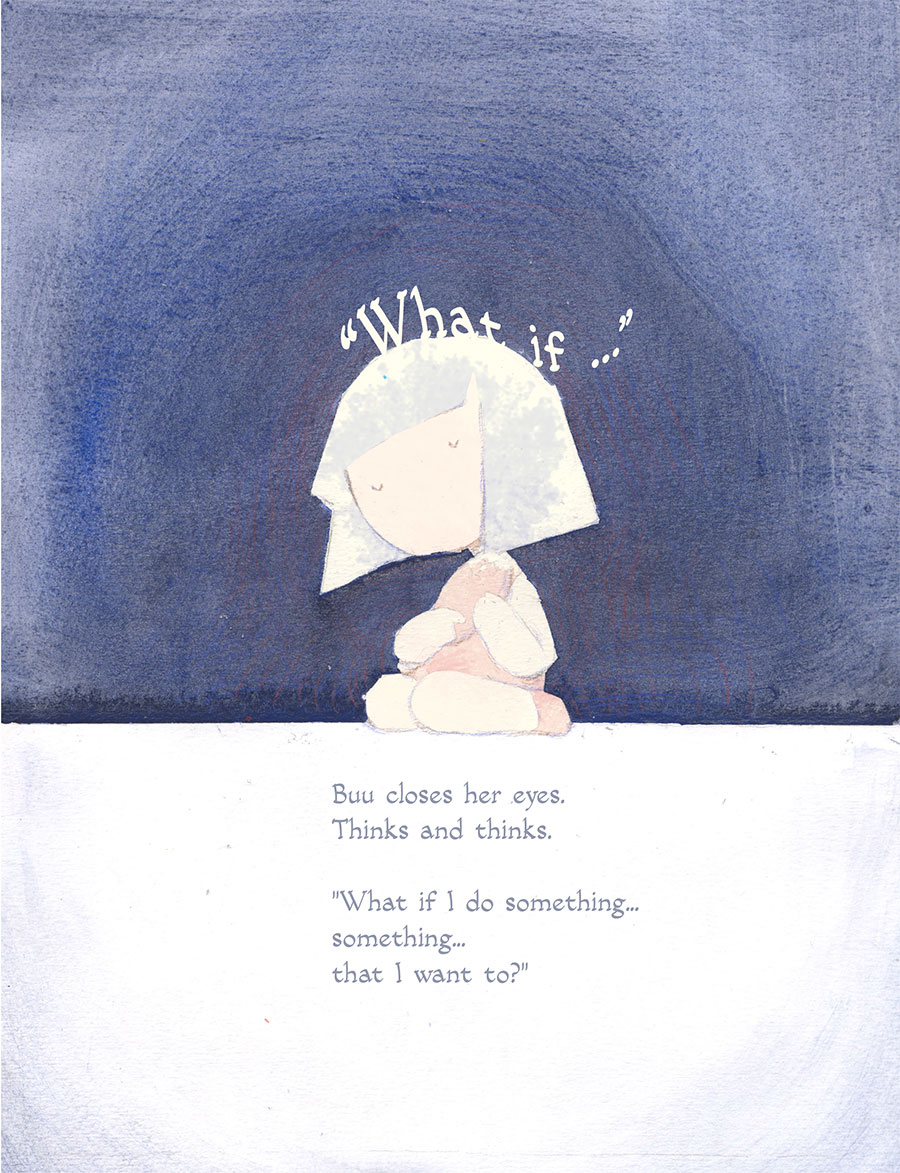 “What if ...”
Buu closes her eyes.
Thinks and thinks.
"What if I do something...
something...
that I want to?"